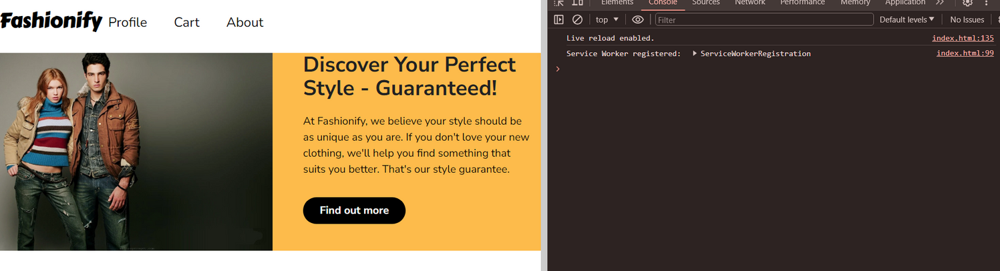 Fashionify Profile Cart About
Discover Your Perfect
Style - Guaranteed!
At Fashionify, we believe your style should be
as unique as you are. If you don't love your new
clothing, we'll help you find something that
suits you better. That's our style guarantee.
Find out more
Elements Console Sources Network Performance Memory Application
top Filter Default levels No Issues
Live reload enabled. index.html:135
Service Worker registered: ServiceWorkerRegistration index.html:99